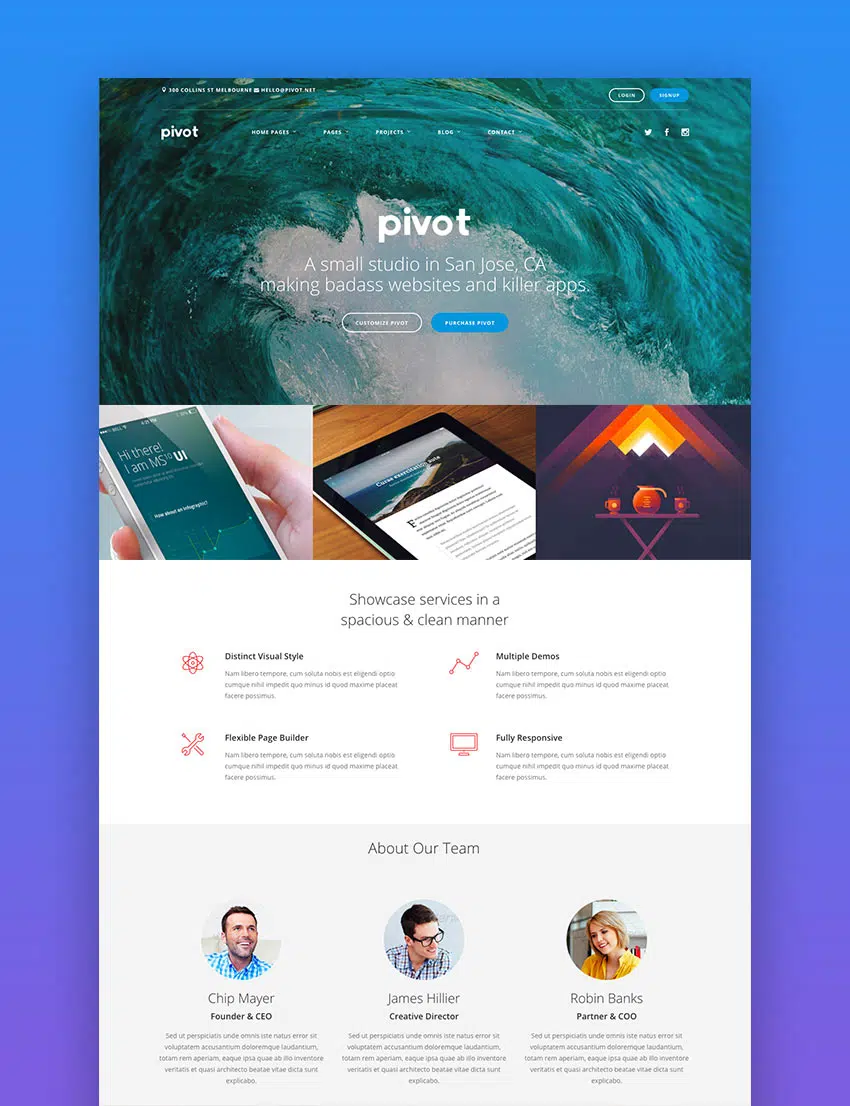 300 COLLINS ST MELBOURNE HELLO@PIVOT.NET
LOGIN
SIGNUP
pivot
HOME PAGES
PAGES
PROJECTS
BLOG
CONTACT
pivot
A small studio in San Jose, CA
making badass websites and killer apps.
CUSTOMIZE PIVOT
PURCHASE PIVOT
4:21 PM
Hi there!
I am MS10 UI
How about an infographic?
Curae exercitation aute
Showcase services in a
spacious & clean manner
Distinct Visual Style
Nam libero tempore, cum soluta nobis est eligendi optio
cumque nihil impedit quo minus id quod maxime placeat
facere possimus.
Multiple Demos
Nam libero tempore, cum soluta nobis est eligendi optio
cumque nihil impedit quo minus id quod maxime placeat
facere possimus.
Flexible Page Builder
Nam libero tempore, cum soluta nobis est eligendi optio
cumque nihil impedit quo minus id quod maxime placeat
facere possimus.
Fully Responsive
Nam libero tempore, cum soluta nobis est eligendi optio
cumque nihil impedit quo minus id quod maxime placeat
facere possimus.
About Our Team
Chip Mayer
Founder & CEO
Sed ut perspiciatis unde omnis iste natus error sit
voluptatem accusantium doloremque laudantium,
totam rem aperiam, eaque ipsa quae ab illo inventore
veritatis et quasi architecto beatae vitae dicta sunt
explicabo.
James Hillier
Creative Director
Sed ut perspiciatis unde omnis iste natus error sit
voluptatem accusantium doloremque laudantium,
totam rem aperiam, eaque ipsa quae ab illo inventore
veritatis et quasi architecto beatae vitae dicta sunt
explicabo.
Robin Banks
Partner & COO
Sed ut perspiciatis unde omnis iste natus error sit
voluptatem accusantium doloremque laudantium,
totam rem aperiam, eaque ipsa quae ab illo inventore
veritatis et quasi architecto beatae vitae dicta sunt
explicabo.